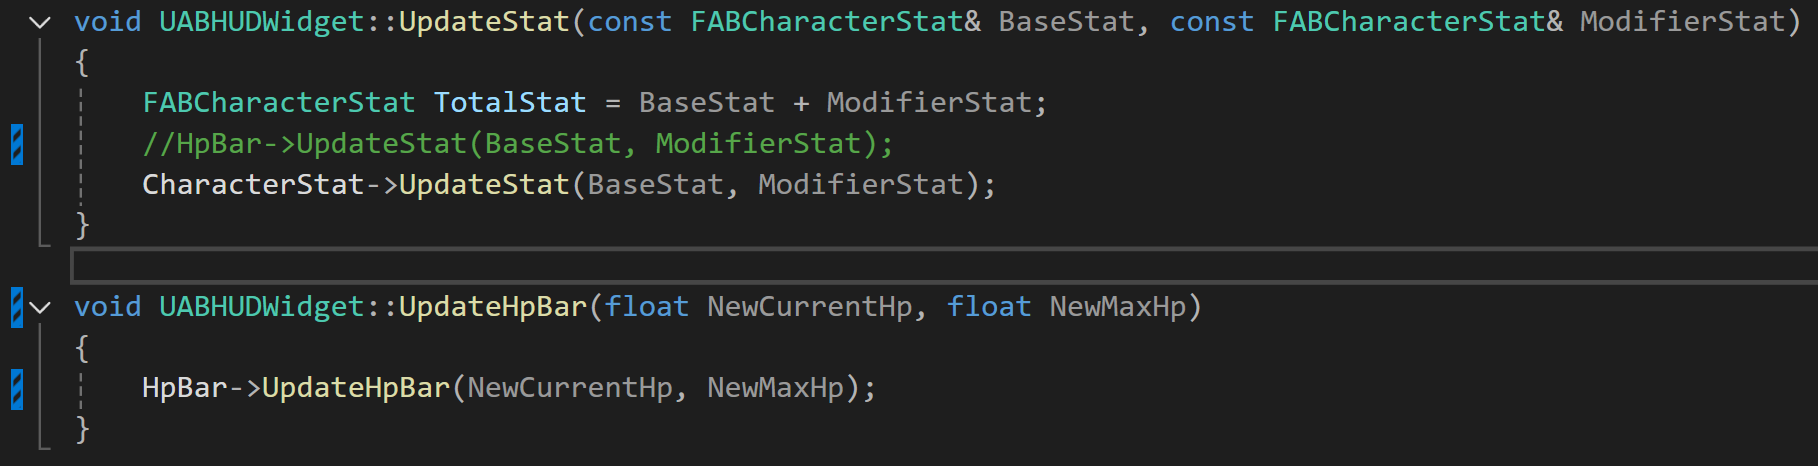 void UABHUDWidget::UpdateStat(const FABCharacterStat& BaseStat, const FABCharacterStat& ModifierStat)
{
    FABCharacterStat TotalStat = BaseStat + ModifierStat;
    //HpBar->UpdateStat(BaseStat, ModifierStat);
    CharacterStat->UpdateStat(BaseStat, ModifierStat);
}

void UABHUDWidget::UpdateHpBar(float NewCurrentHp, float NewMaxHp)
{
    HpBar->UpdateHpBar(NewCurrentHp, NewMaxHp);
}